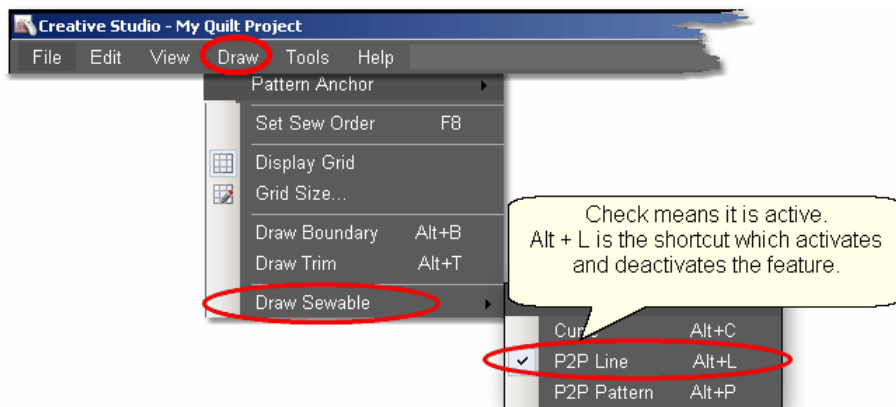 Creative Studio - My Quilt Project
File Edit View Draw Tools Help
Pattern Anchor
Set Sew Order F8
Display Grid
Grid Size...
Draw Boundary Alt+B
Draw Trim Alt+T
Draw Sewable
Check means it is active.
Alt + L is the shortcut which activates
and deactivates the feature.
Alt+C
P2P Line Alt+L
P2P Pattern Alt+P